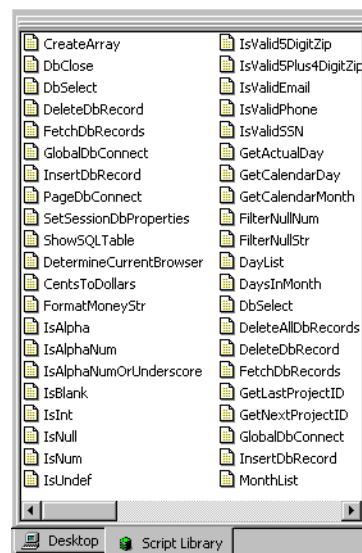 CreateArray
DbClose
DbSelect
DeleteDbRecord
FetchDbRecords
GlobalDbConnect
InsertDbRecord
PageDbConnect
SetSessionDbProperties
ShowSQLTable
DetermineCurrentBrowser
CentsToDollars
FormatMoneyStr
IsAlpha
IsAlphaNum
IsAlphaNumOrUnderscore
IsBlank
IsInt
IsNull
IsNum
IsUndef
IsValid5DigitZip
IsValid5Plus4DigitZip
IsValidEmail
IsValidPhone
IsValidSSN
GetActualDay
GetCalendarDay
GetCalendarMonth
FilterNullNum
FilterNullStr
DayList
DaysInMonth
DbSelect
DeleteAllDbRecords
DeleteDbRecord
FetchDbRecords
GetLastProjectID
GetNextProjectID
GlobalDbConnect
InsertDbRecord
MonthList
Desktop
Script Library